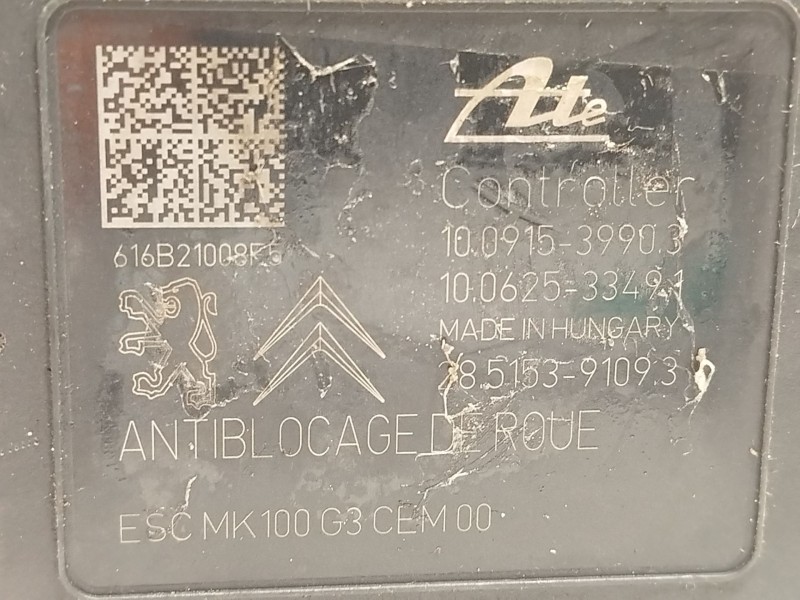 Ate
Controller
10.0915-3990.3
10.0625-3349.1
MADE IN HUNGARY
28.5153-9109.3
616B21008F5
ANTIBLOCAGE DE ROUE
ESC MK100 G3 CEM 00